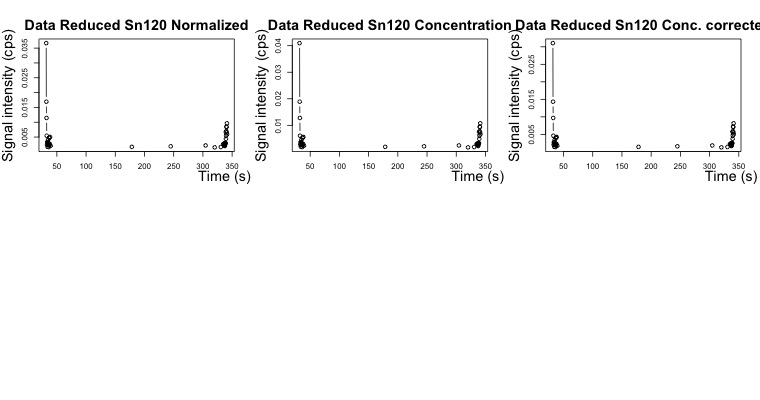 Data Reduced Sn120 Normalized
Signal intensity (cps)
0.005 0.015 0.025 0.035
50 100 150 200 250 300 350
Time (s)
Data Reduced Sn120 Concentration
Signal intensity (cps)
0.01 0.02 0.03 0.04
50 100 150 200 250 300 350
Time (s)
Data Reduced Sn120 Conc. correcte
Signal intensity (cps)
0.005 0.015 0.025
50 100 150 200 250 300 350
Time (s)